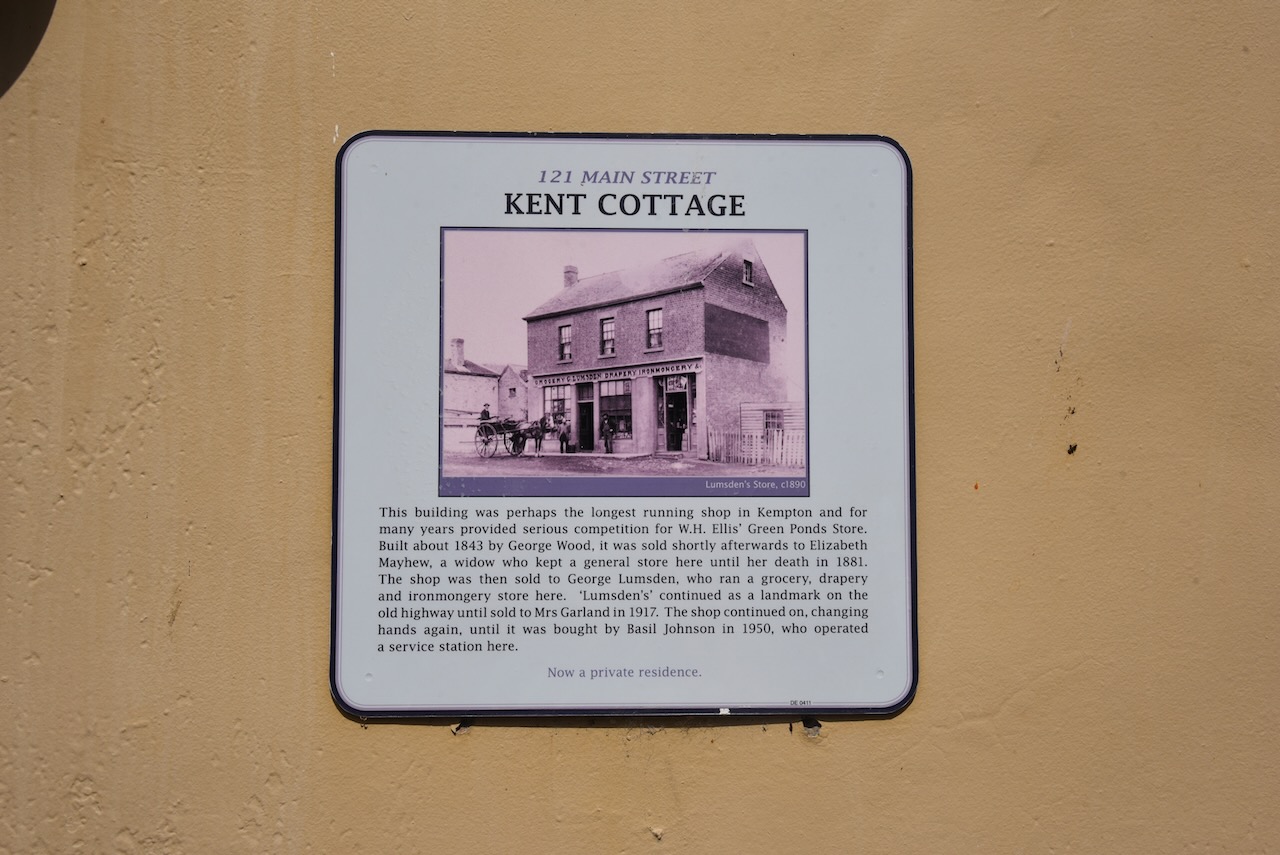 121 MAIN STREET
KENT COTTAGE
GROCERY G LUMSDEN DRAPERY IRONMONGERY &
Lumsden's Store, c1890
This building was perhaps the longest running shop in Kempton and for
many years provided serious competition for W.H. Ellis’ Green Ponds Store.
Built about 1843 by George Wood, it was sold shortly afterwards to Elizabeth
Mayhew, a widow who kept a general store here until her death in 1881.
The shop was then sold to George Lumsden, who ran a grocery, drapery
and ironmongery store here. ‘Lumsden’s’ continued as a landmark on the
old highway until sold to Mrs Garland in 1917. The shop continued on, changing
hands again, until it was bought by Basil Johnson in 1950, who operated
a service station here.
Now a private residence.
DE 0411